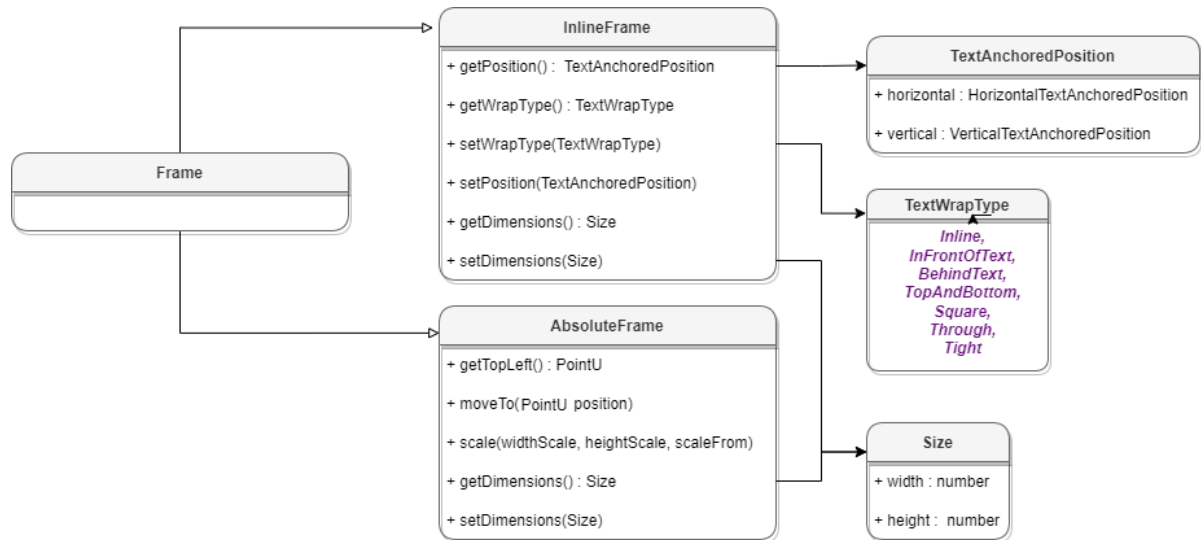 Frame
InlineFrame
+ getPosition() : TextAnchoredPosition
+ getWrapType() : TextWrapType
+ setWrapType(TextWrapType)
+ setPosition(TextAnchoredPosition)
+ getDimensions() : Size
+ setDimensions(Size)
AbsoluteFrame
+ getTopLeft() : PointU
+ moveTo(PointU position)
+ scale(widthScale, heightScale, scaleFrom)
+ getDimensions() : Size
+ setDimensions(Size)
TextAnchoredPosition
+ horizontal : HorizontalTextAnchoredPosition
+ vertical : VerticalTextAnchoredPosition
TextWrapType
Inline,
InFrontOfText,
BehindText,
TopAndBottom,
Square,
Through,
Tight
Size
+ width : number
+ height : number